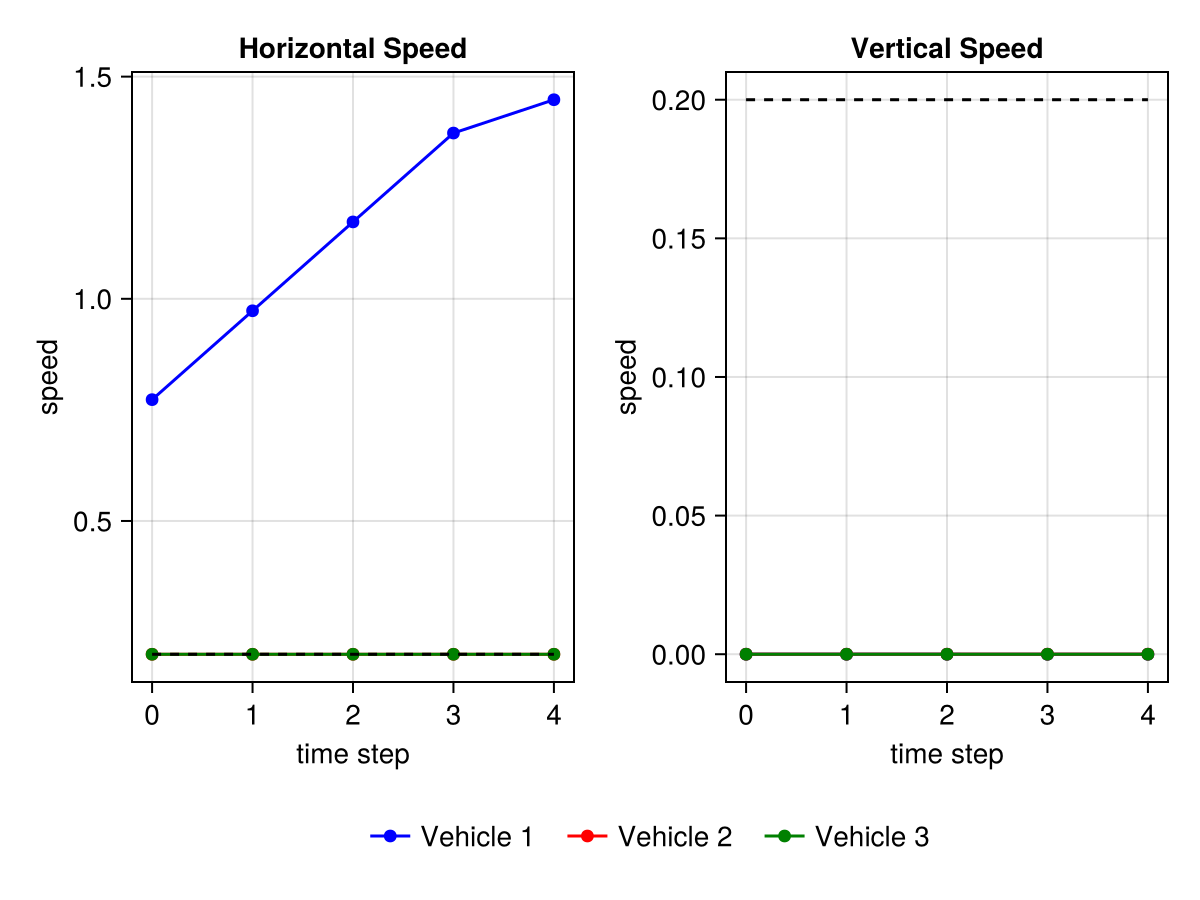 Horizontal Speed
Vertical Speed
1.5
1.0
0.5
speed
0 1 2 3 4
time step
0.20
0.15
0.10
0.05
0.00
speed
0 1 2 3 4
time step
Vehicle 1 Vehicle 2 Vehicle 3